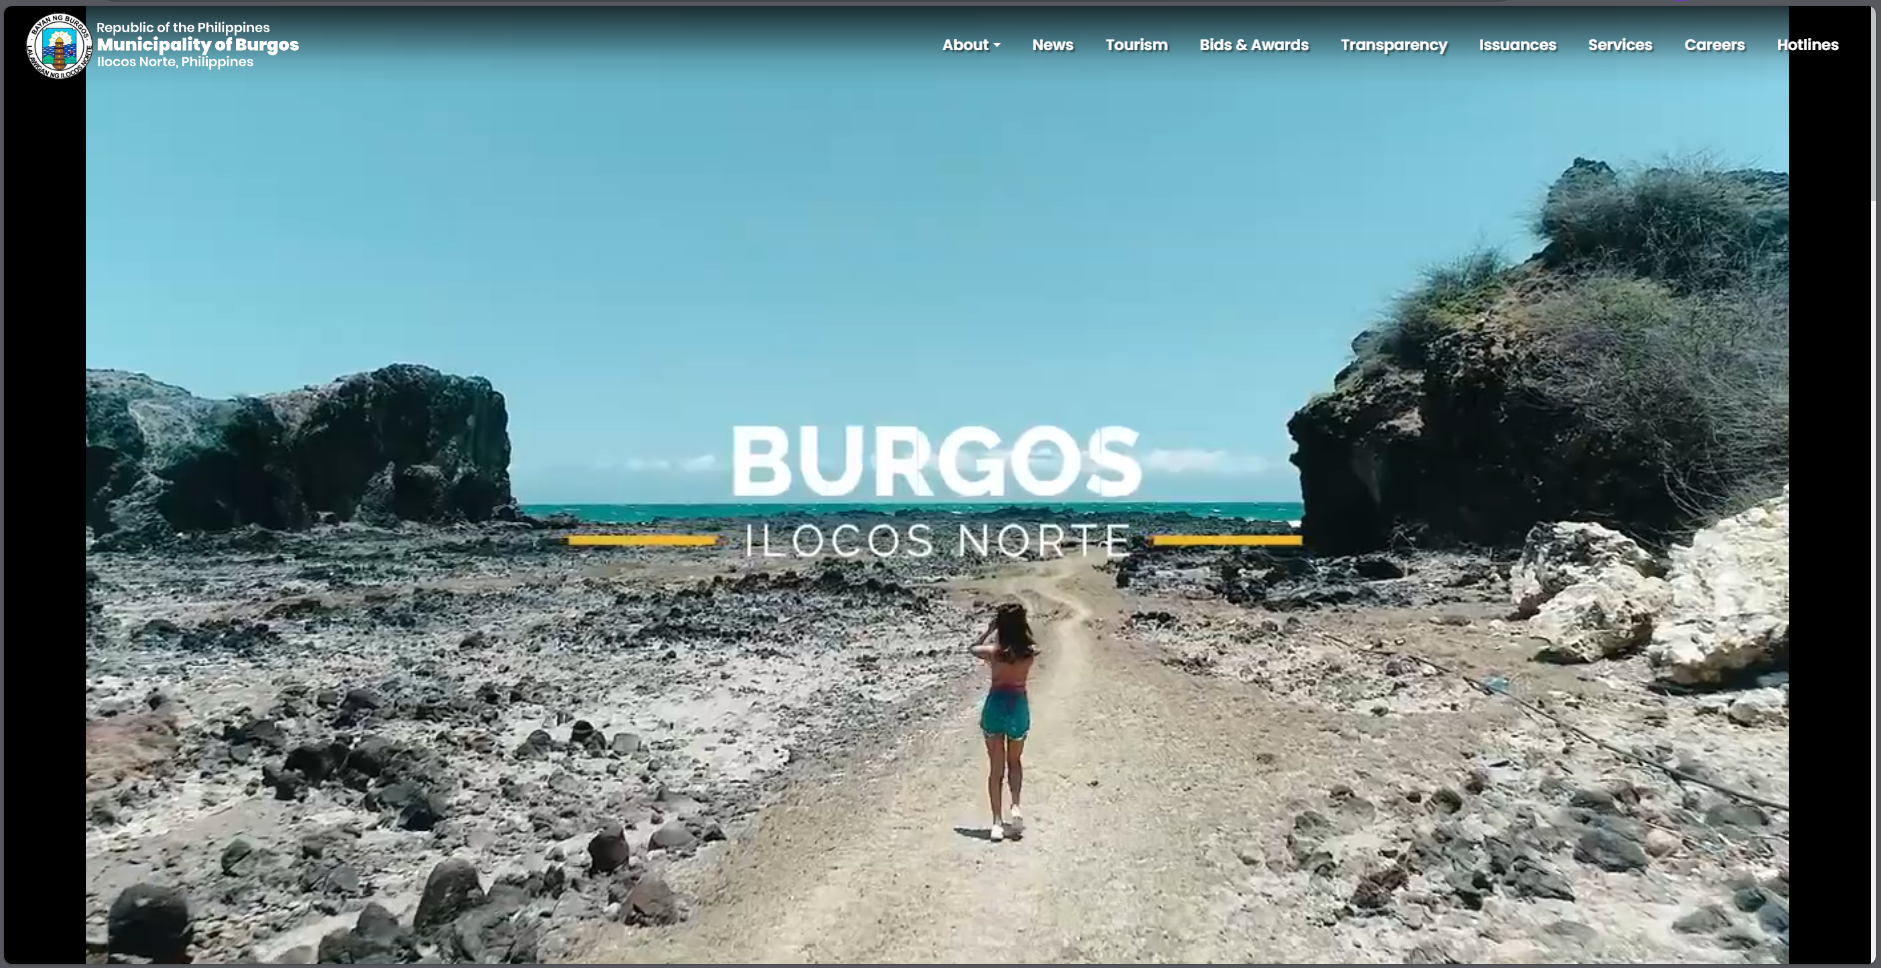 BAYAN NG BURGOS
LALAWIGAN NG ILOCOS NORTE
Republic of the Philippines
Municipality of Burgos
Ilocos Norte, Philippines
About
News
Tourism
Bids & Awards
Transparency
Issuances
Services
Careers
Hotlines
BURGOS
ILOCOS NORTE